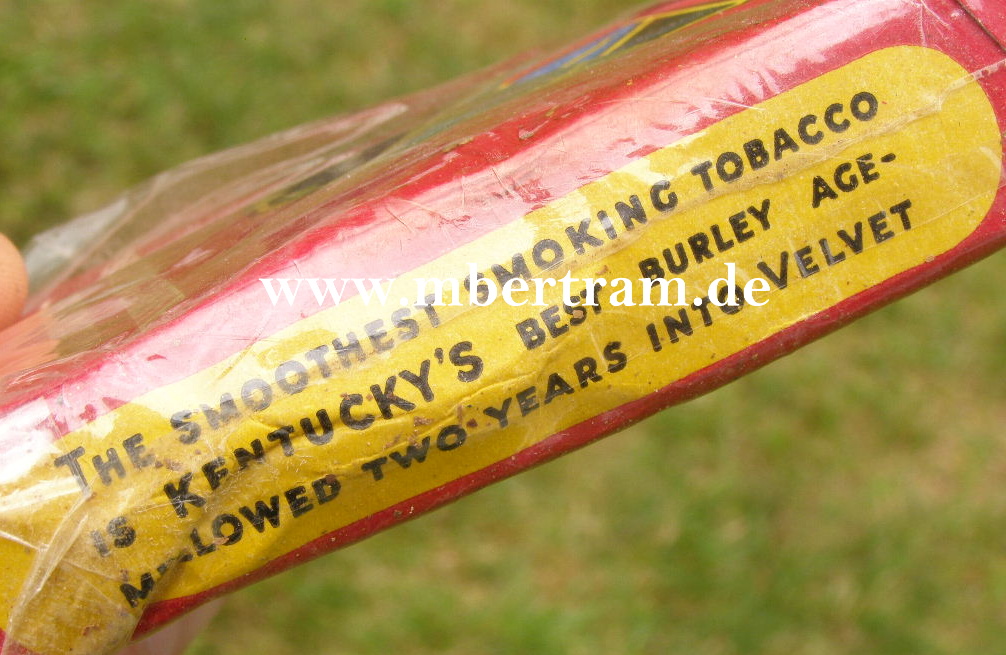 THE SMOOTHEST SMOKING TOBACCO
IS KENTUCKY'S BEST BURLEY AGE-
MELLOWED TWO YEARS INTO VELVET
www.mbertram.de